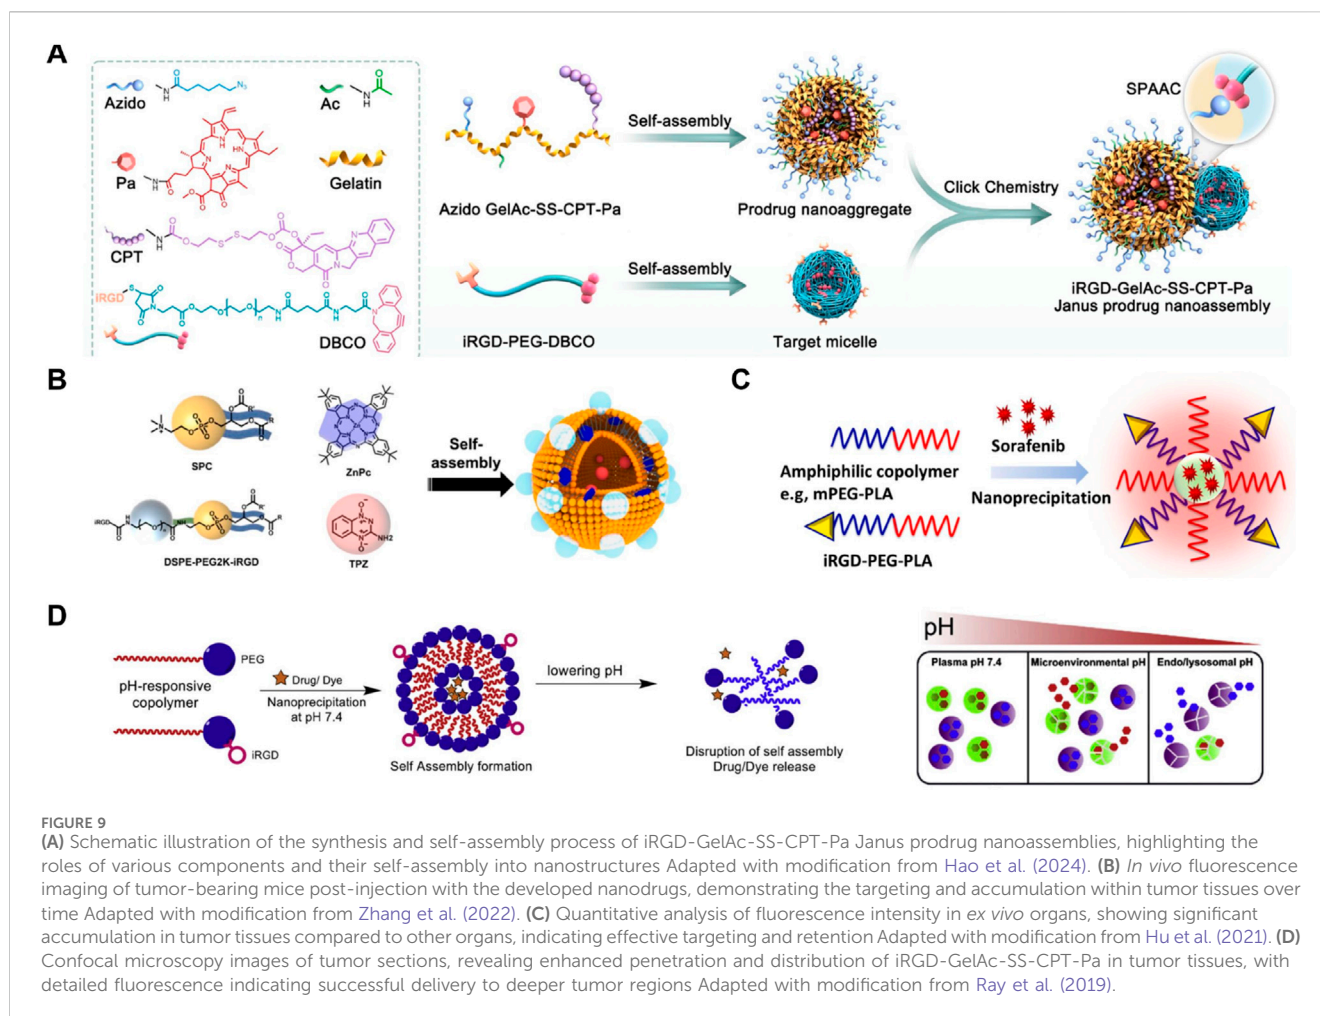 A
Azido
NH
O
N₃
Ac
NH
O
Pa
Gelatin
CPT
iRGD
DBCO
Azido GelAc-SS-CPT-Pa
Self-assembly
Prodrug nanoaggregate
iRGD-PEG-DBCO
Self-assembly
Target micelle
Click Chemistry
SPAAC
iRGD-GelAc-SS-CPT-Pa
Janus prodrug nanoassembly
B
SPC
ZnPc
iRGD
DSPE-PEG2K-iRGD
NH2
TPZ
Self-
assembly
C
Amphiphilic copolymer
e.g, mPEG-PLA
iRGD-PEG-PLA
Sorafenib
Nanoprecipitation
D
PEG
pH-responsive
copolymer
iRGD
Drug/ Dye
Nanoprecipitation
at pH 7.4
Self Assembly formation
lowering pH
Disruption of self assembly
Drug/Dye release
pH
Plasma pH 7.4
Microenvironmental pH
Endo/lysosomal pH
FIGURE 9
(A) Schematic illustration of the synthesis and self-assembly process of iRGD-GelAc-SS-CPT-Pa Janus prodrug nanoassemblies, highlighting the
roles of various components and their self-assembly into nanostructures Adapted with modification from Hao et al. (2024). (B) In vivo fluorescence
imaging of tumor-bearing mice post-injection with the developed nanodrugs, demonstrating the targeting and accumulation within tumor tissues over
time Adapted with modification from Zhang et al. (2022). (C) Quantitative analysis of fluorescence intensity in ex vivo organs, showing significant
accumulation in tumor tissues compared to other organs, indicating effective targeting and retention Adapted with modification from Hu et al. (2021). (D)
Confocal microscopy images of tumor sections, revealing enhanced penetration and distribution of iRGD-GelAc-SS-CPT-Pa in tumor tissues, with
detailed fluorescence indicating successful delivery to deeper tumor regions Adapted with modification from Ray et al. (2019).